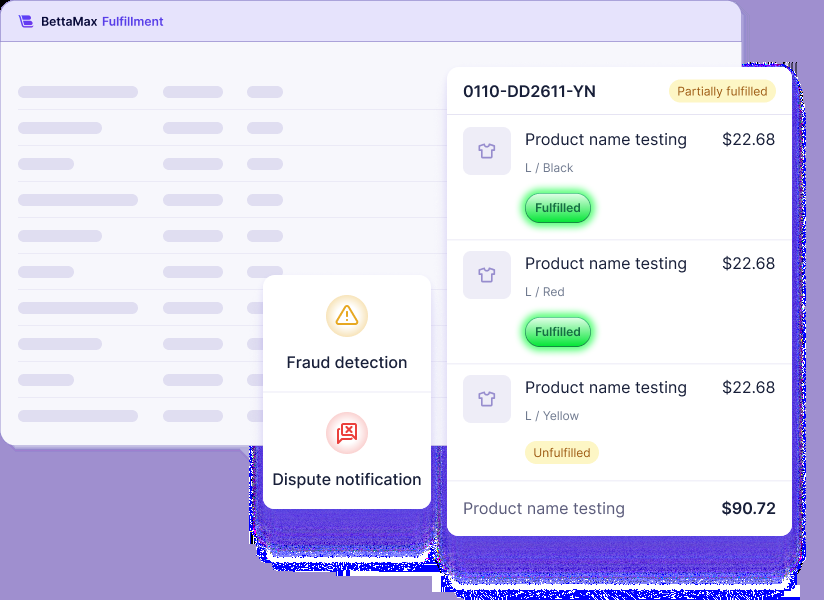 BettaMax Fulfillment
0110-DD2611-YN
Partially fulfilled
Product name testing $22.68
L / Black
Fulfilled
Product name testing $22.68
L / Red
Fulfilled
Product name testing $22.68
L / Yellow
Unfulfilled
Product name testing $90.72
Fraud detection
Dispute notification